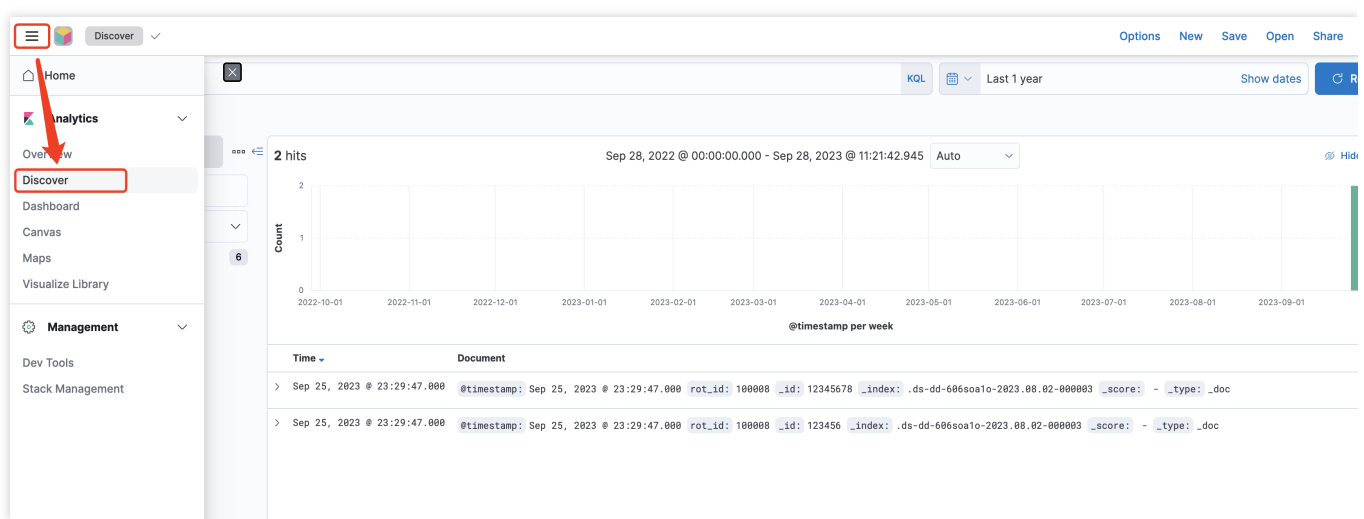 Discover
Options New Save Open Share
Home
KQL
Last 1 year
Show dates
Analytics
Overview
Discover
Dashboard
Canvas
Maps
Visualize Library
Management
Dev Tools
Stack Management
6
2 hits
Sep 28, 2022 @ 00:00:00.000 - Sep 28, 2023 @ 11:21:42.945 Auto
2
1
0
Count
2022-10-01 2022-11-01 2022-12-01 2023-01-01 2023-02-01 2023-03-01 2023-04-01 2023-05-01 2023-06-01 2023-07-01 2023-08-01 2023-09-01
@timestamp per week
Time Document
Sep 25, 2023 @ 23:29:47.000 @timestamp: Sep 25, 2023 @ 23:29:47.000 rot_id: 100008 _id: 12345678 _index: .ds-dd-606soa1o-2023.08.02-000003 _score: - _type: _doc
Sep 25, 2023 @ 23:29:47.000 @timestamp: Sep 25, 2023 @ 23:29:47.000 rot_id: 100008 _id: 123456 _index: .ds-dd-606soa1o-2023.08.02-000003 _score: - _type: _doc